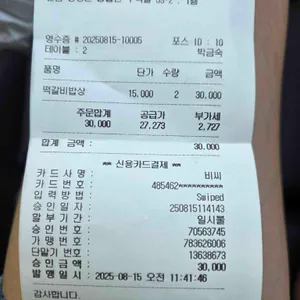 영수증 # 20250815-10005 포스 ID : 10
테이블 : 2 박금숙
품명 단가 수량 금액
떡갈비밥상 15,000 2 30,000
주문합계 공급가 부가세
30,000 27,273 2,727
합계 금액 : 30,000
** 신용카드결제 **
카 드 사 명 : 비씨
카 드 번 호 : 485462**********
입 력 방 법 : Swiped
승 인 일 자 : 250815114143
할 부 기 간 : 일시불
승 인 번 호 : 70563745
가 맹 번 호 : 783626006
단말기 번호 : 13638673
승 인 금 액 : 30,000
발 행 일 시 : 2025-08-15 오전 11:41:46
감사합니다.